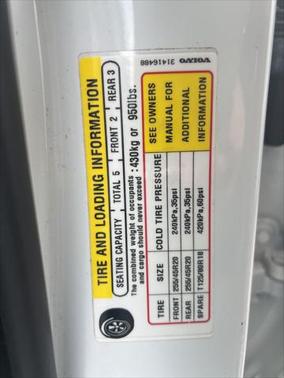 TIRE AND LOADING INFORMATION
SEATING CAPACITY TOTAL 5 FRONT 2 REAR 3
The combined weight of occupants and cargo should never exceed : 430kg or 950lbs.
TIRE SIZE COLD TIRE PRESSURE SEE OWNERS
FRONT 255/45R20 240kPa,35psi MANUAL FOR
REAR 255/45R20 240kPa,35psi ADDITIONAL
SPARE T125/80R18 420kPa,60psi INFORMATION
31416488 VOLVO